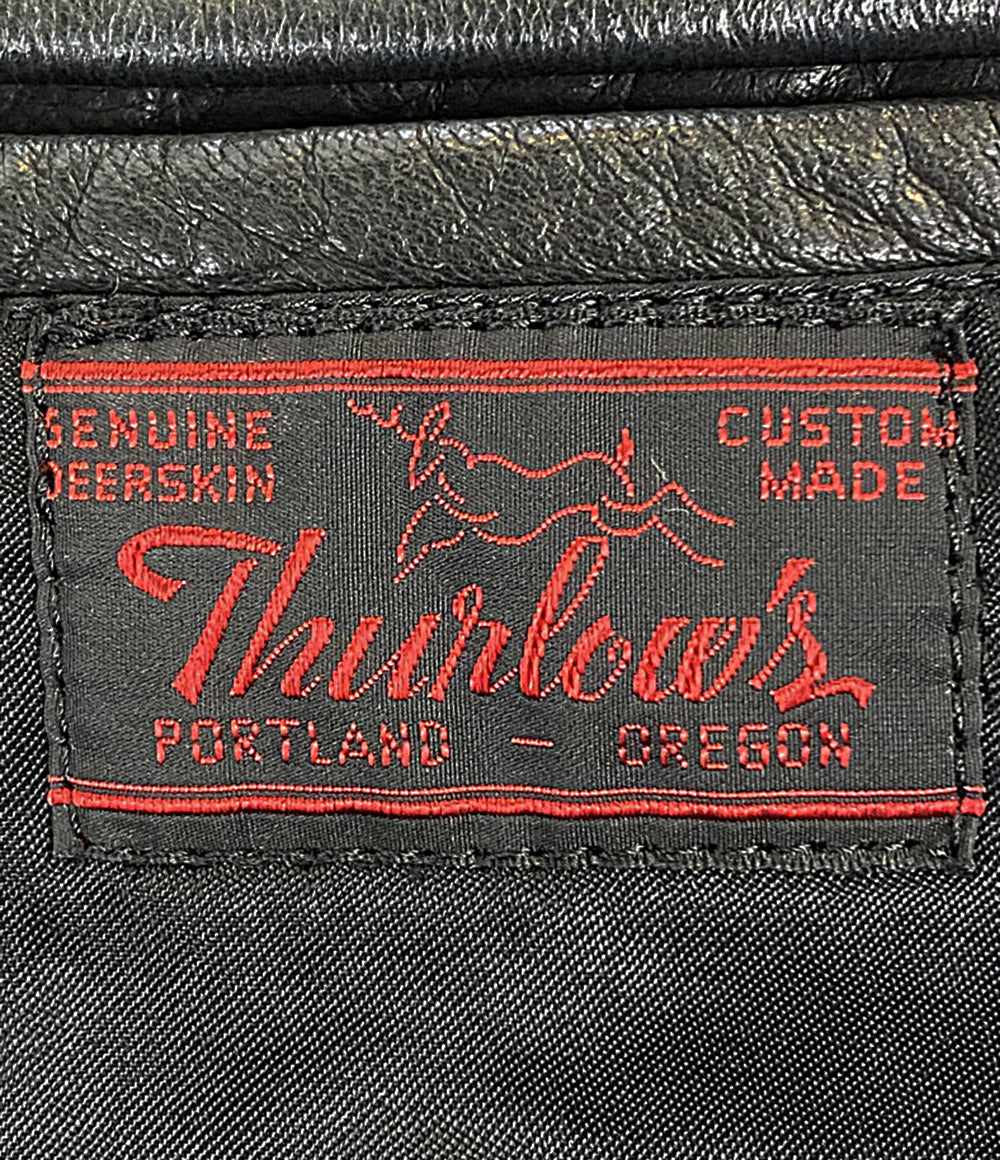 GENUINE
DEERSKIN
CUSTOM
MADE
Thurlow's
PORTLAND — OREGON